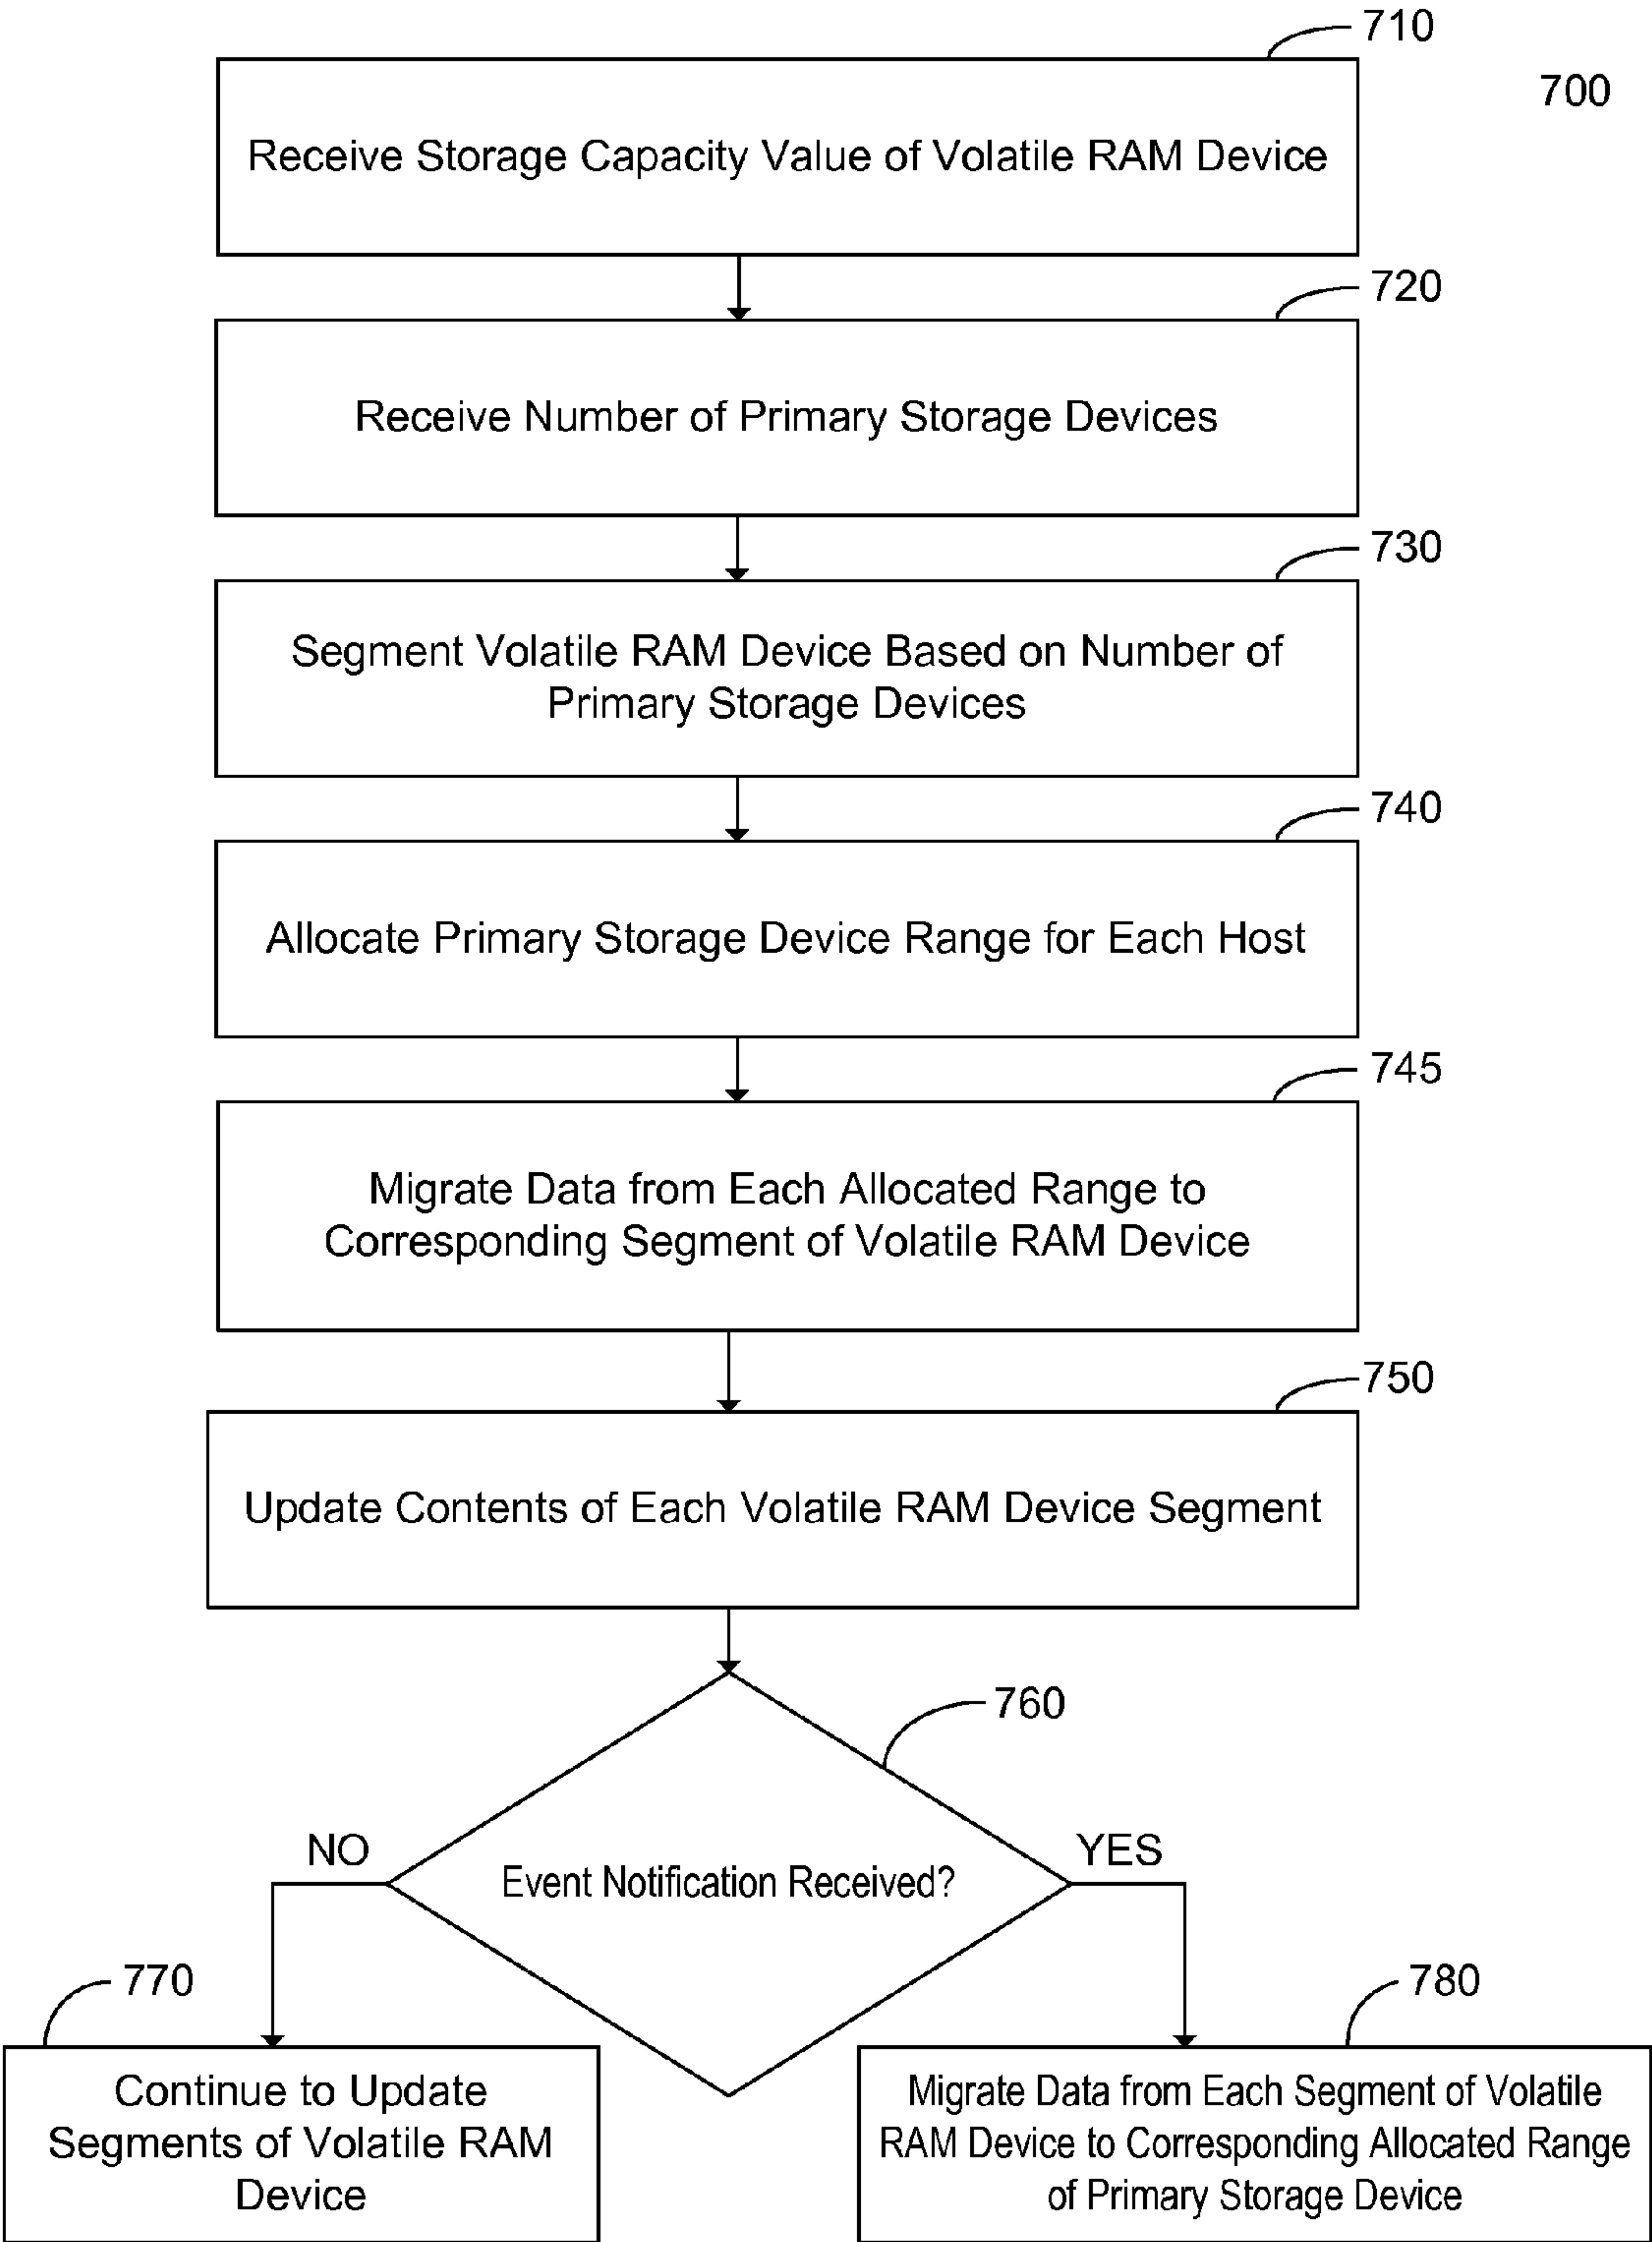 710
700
Receive Storage Capacity Value of Volatile RAM Device
720
Receive Number of Primary Storage Devices
730
Segment Volatile RAM Device Based on Number of
Primary Storage Devices
740
Allocate Primary Storage Device Range for Each Host
745
Migrate Data from Each Allocated Range to
Corresponding Segment of Volatile RAM Device
750
Update Contents of Each Volatile RAM Device Segment
760
NO
YES
Event Notification Received?
770
780
Continue to Update
Segments of Volatile RAM
Device
Migrate Data from Each Segment of Volatile
RAM Device to Corresponding Allocated Range
of Primary Storage Device